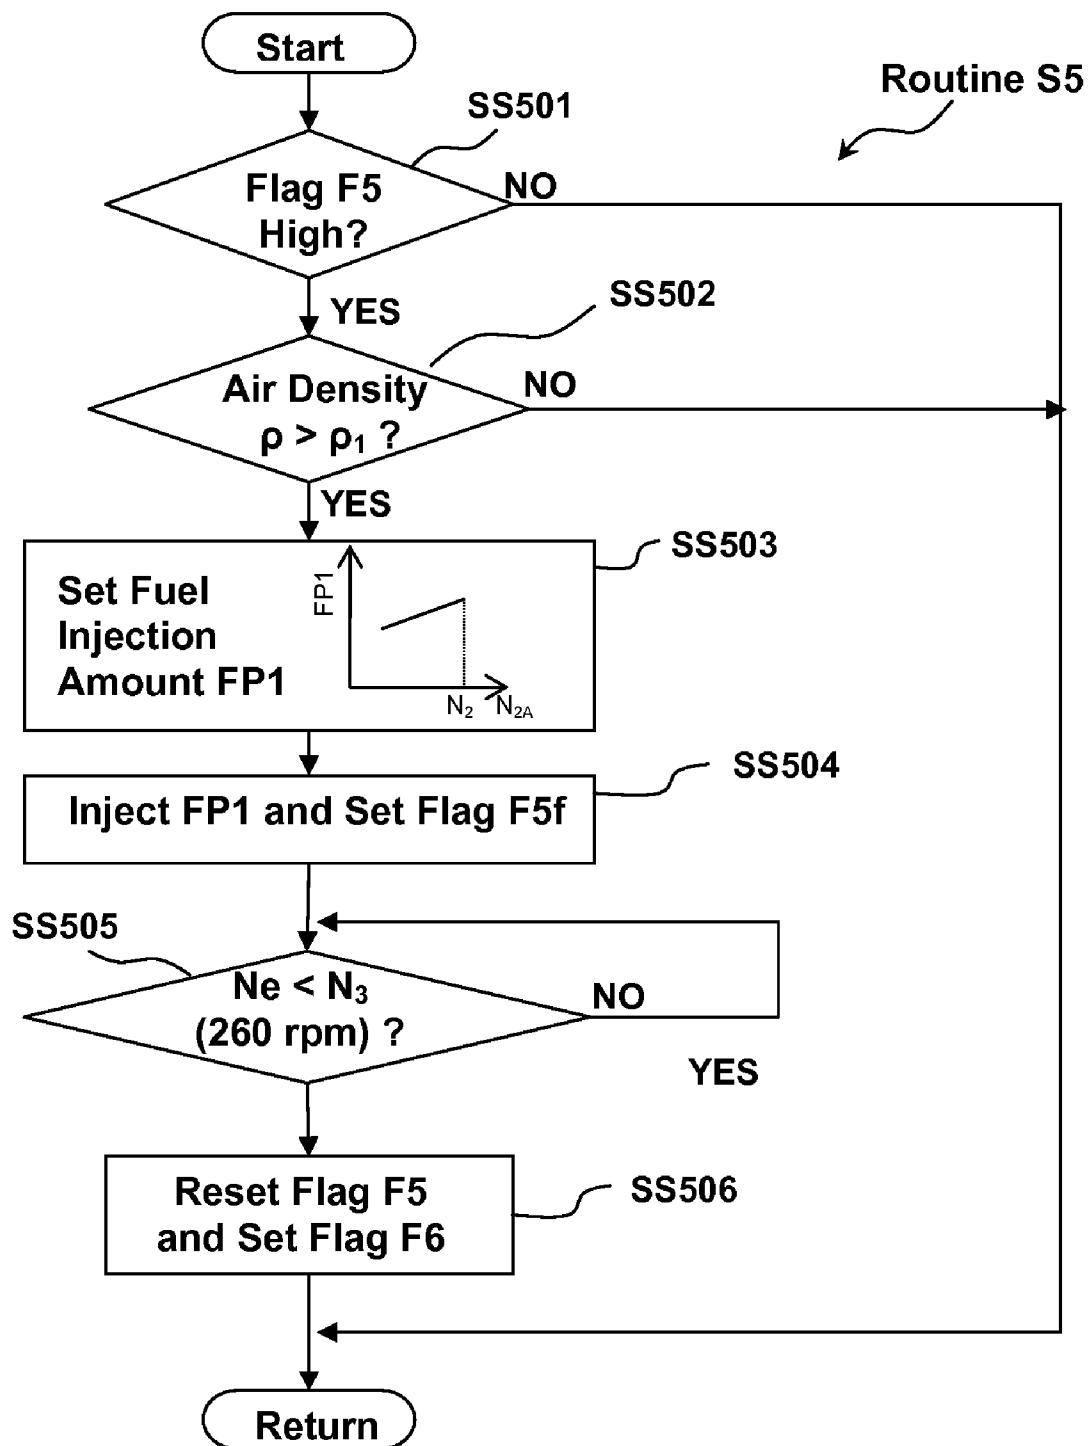 Start
Routine S5
SS501
Flag F5
High?
NO
YES
SS502
Air Density
ρ > ρ₁ ?
NO
YES
SS503
Set Fuel
Injection
Amount FP1
FP1
N₂ N₂A
SS504
Inject FP1 and Set Flag F5f
SS505
Ne < N₃
(260 rpm) ?
NO
YES
SS506
Reset Flag F5
and Set Flag F6
Return